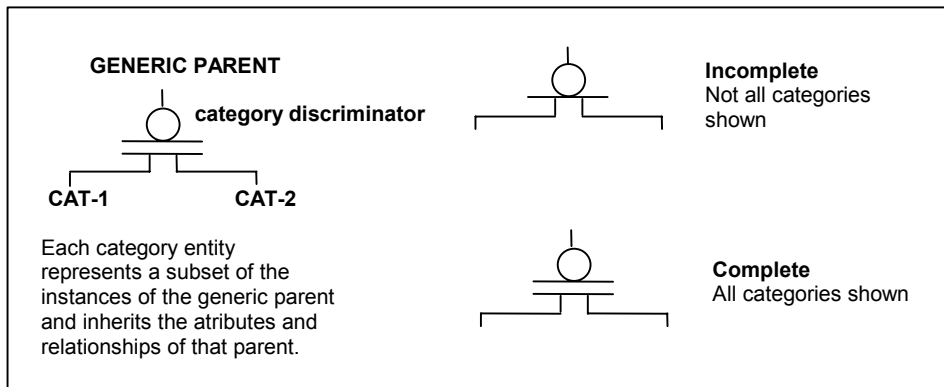 GENERIC PARENT
category discriminator
CAT-1
CAT-2
Each category entity
represents a subset of the
instances of the generic parent
and inherits the atributes and
relationships of that parent.
Incomplete
Not all categories
shown
Complete
All categories shown